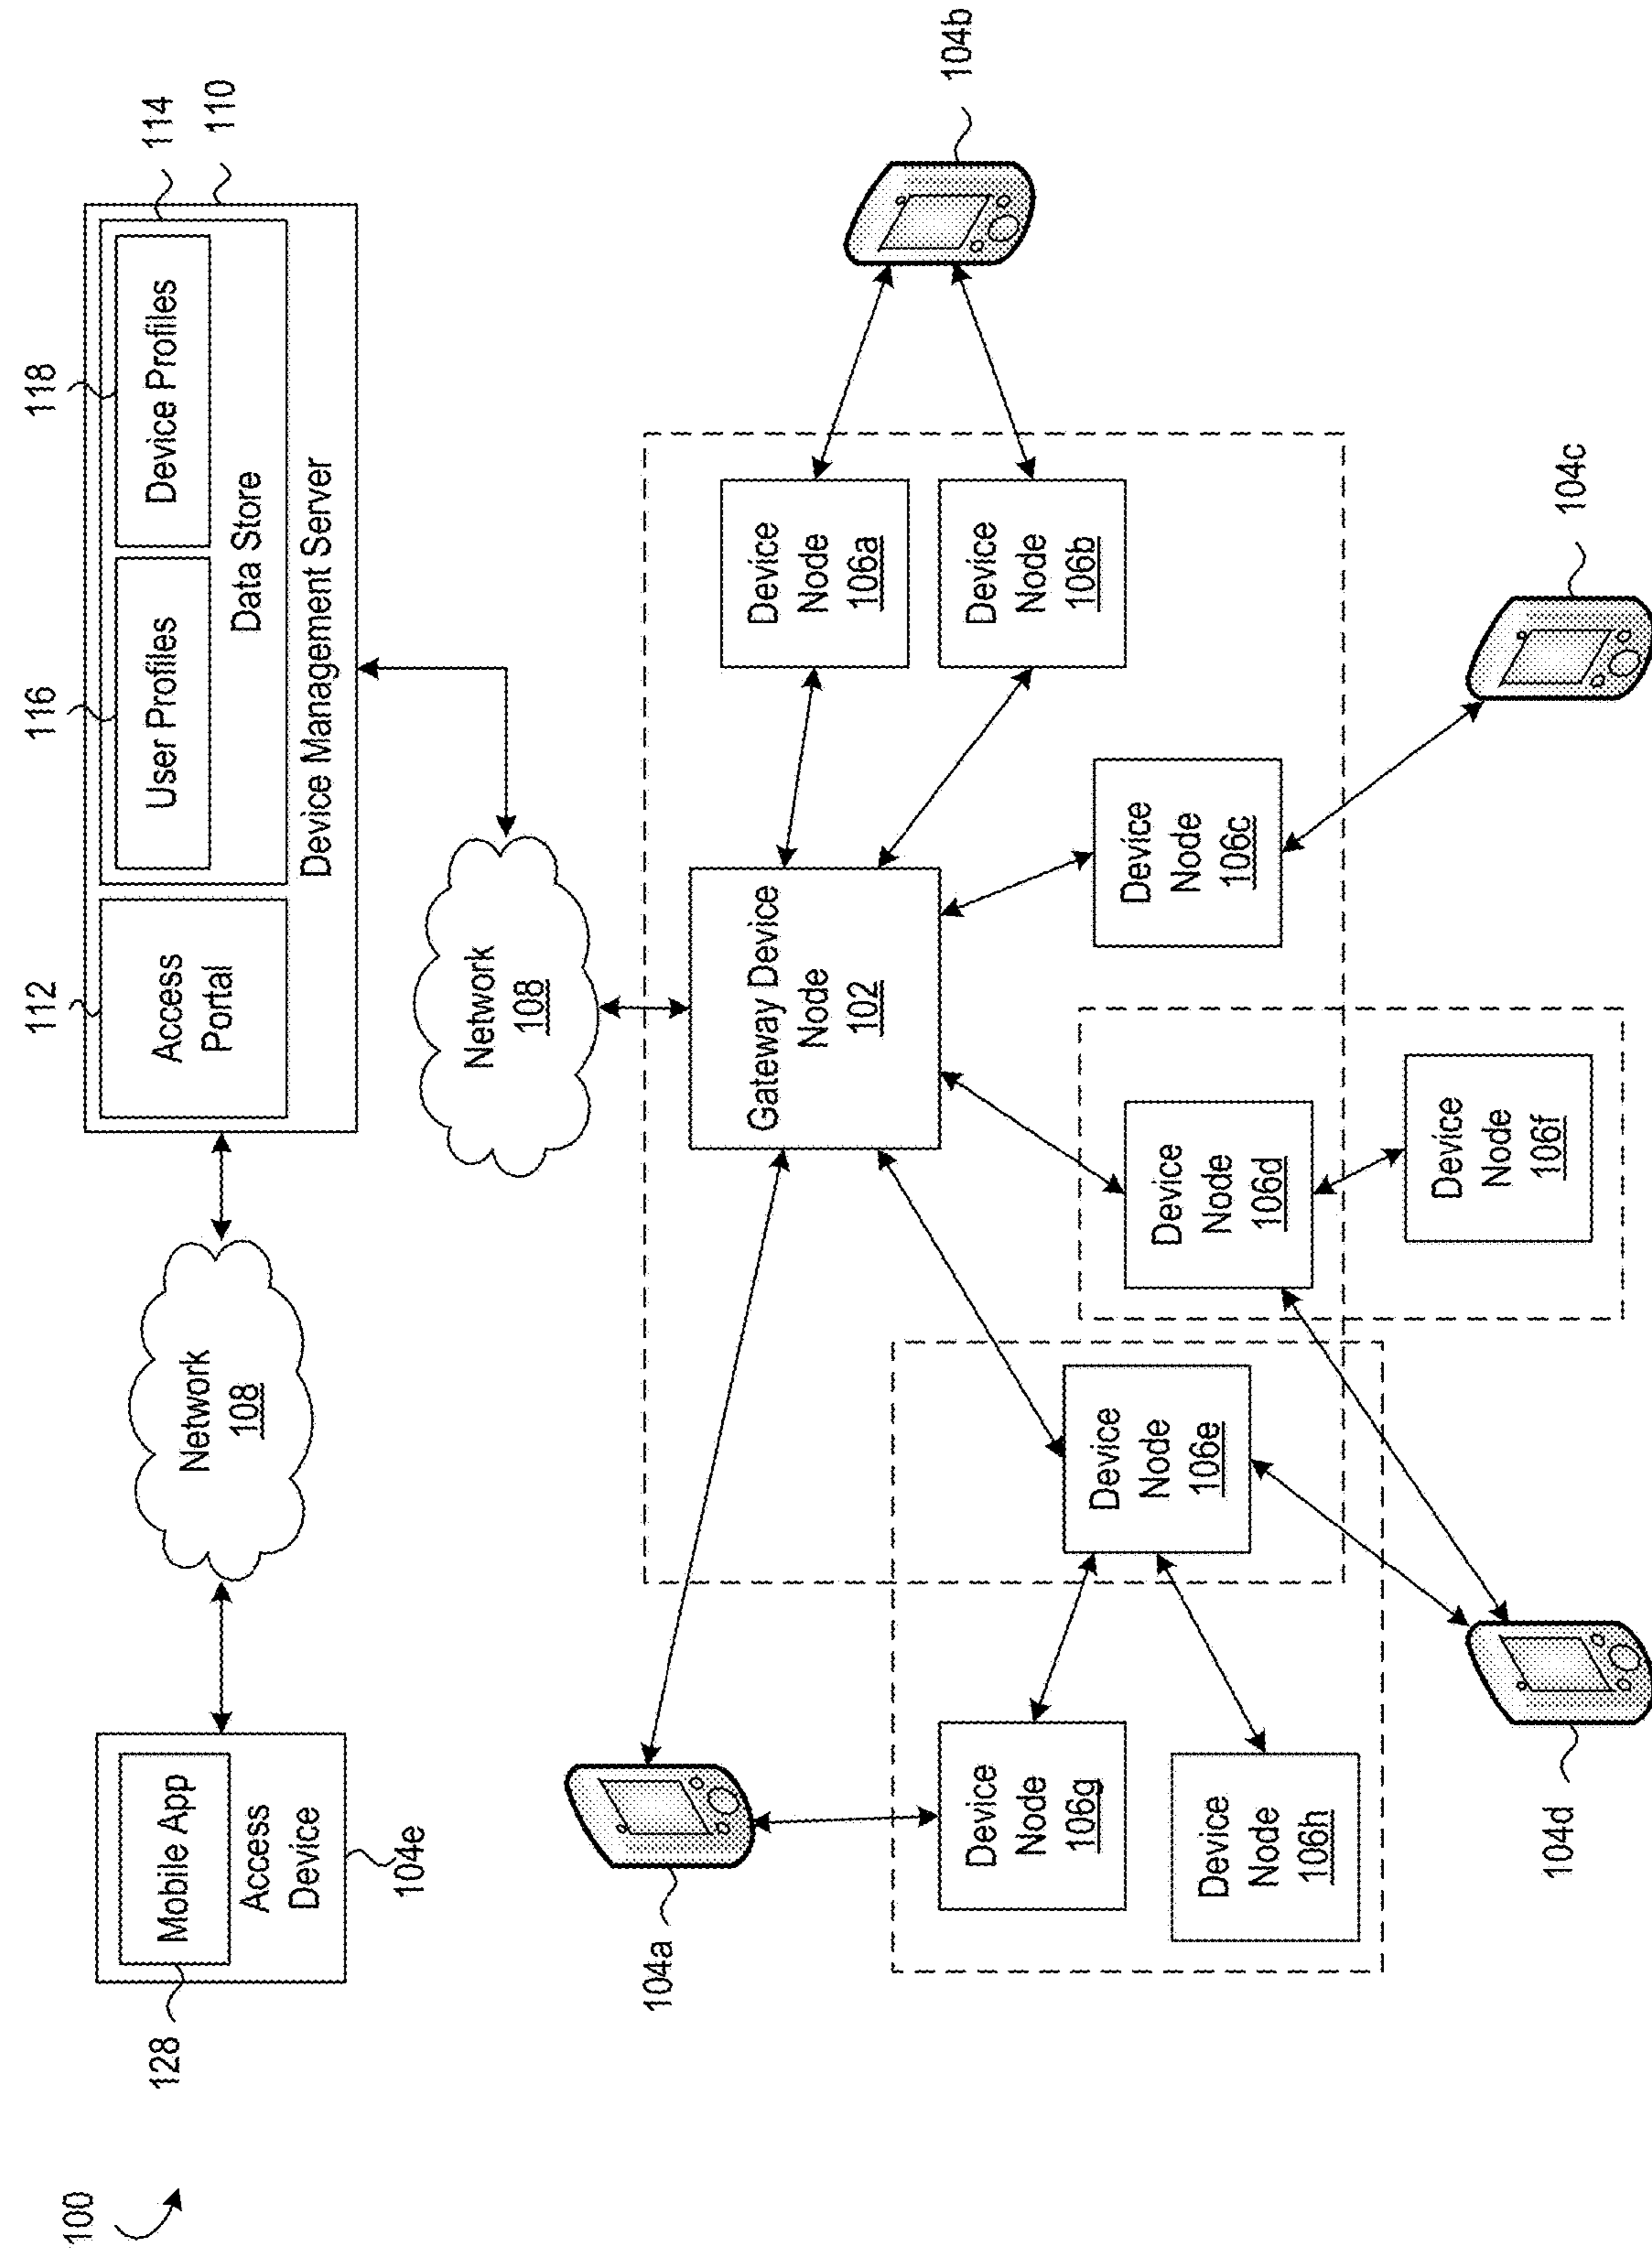 100
128
Mobile App
Access
Device
104e
Network
108
112
Access
Portal
116
User Profiles
118
Device Profiles
Data Store
Device Management Server
114
110
Network
108
104a
Gateway Device
Node
102
Device
Node
106a
Device
Node
106b
104b
Device
Node
106c
104c
Device
Node
106d
Device
Node
106e
Device
Node
106f
Device
Node
106g
Device
Node
106h
104d